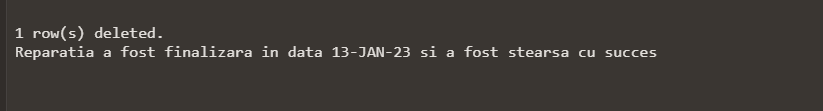 1 row(s) deleted.
Reparatia a fost finalizara in data 13-JAN-23 si a fost stearsa cu succes